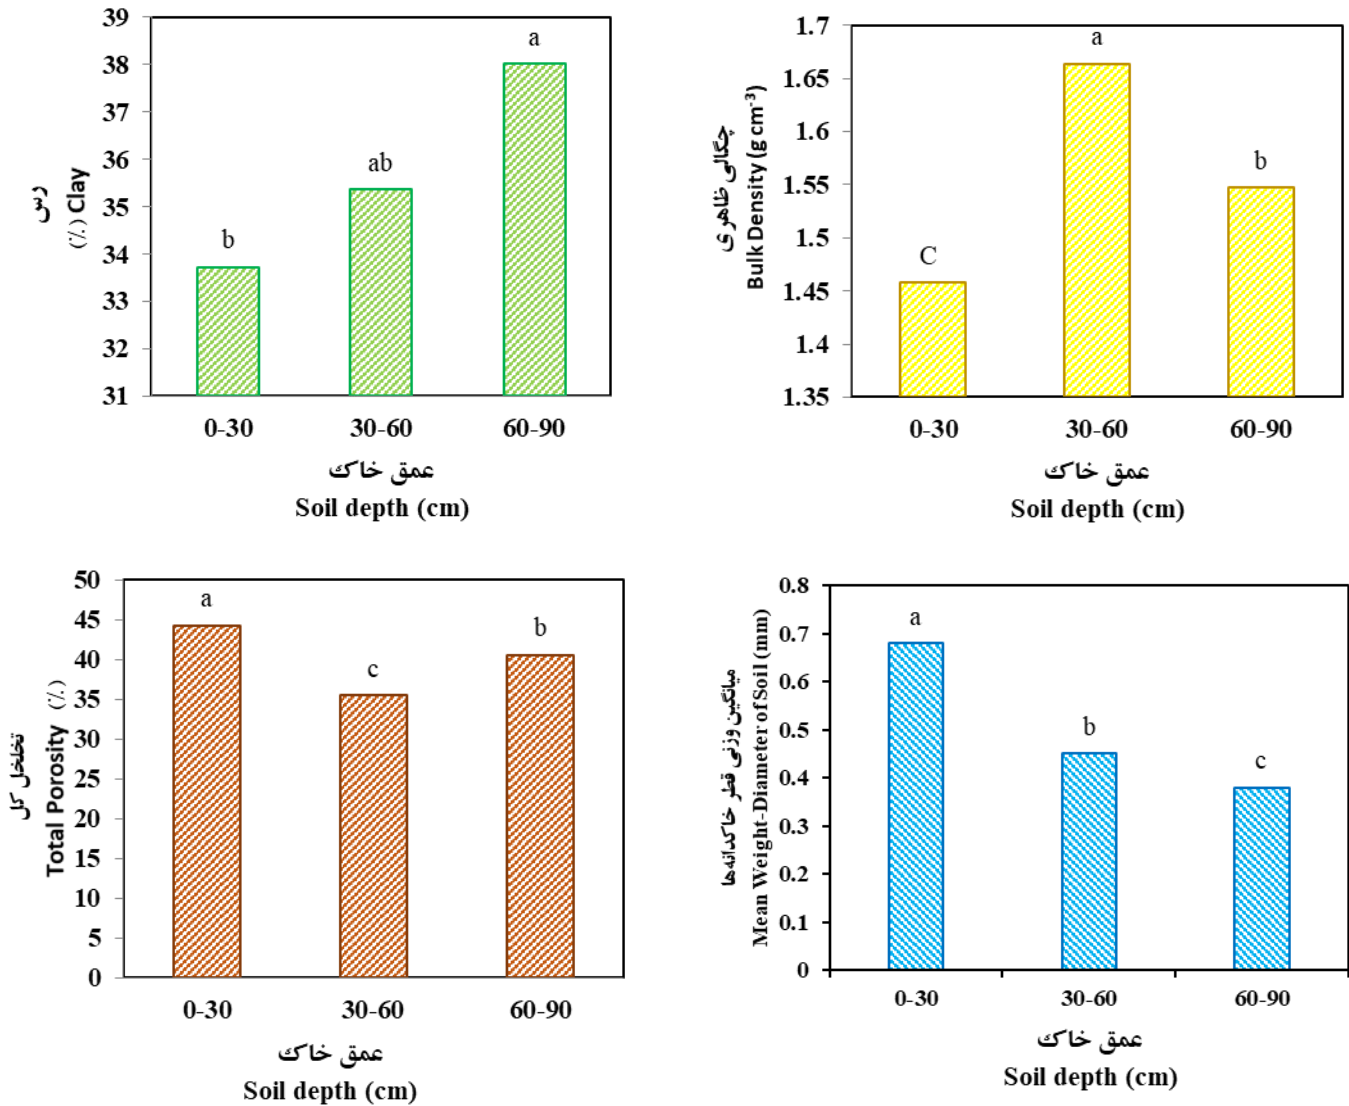 39
38
37
36
35
34
33
32
31
رس
(٪) Clay
b
ab
a
0-30 30-60 60-90
عمق خاک
Soil depth (cm)
1.7
1.65
1.6
1.55
1.5
1.45
1.4
1.35
چگالی ظاهری
Bulk Density (g cm-3)
C
a
b
0-30 30-60 60-90
عمق خاک
Soil depth (cm)
50
45
40
35
30
25
20
15
10
5
0
تخلخل کل
Total Porosity (٪)
a
c
b
0-30 30-60 60-90
عمق خاک
Soil depth (cm)
0.8
0.7
0.6
0.5
0.4
0.3
0.2
0.1
0
میانگین وزنی قطر خاکدانه‌ها
Mean Weight-Diameter of Soil (mm)
a
b
c
0-30 30-60 60-90
عمق خاک
Soil depth (cm)